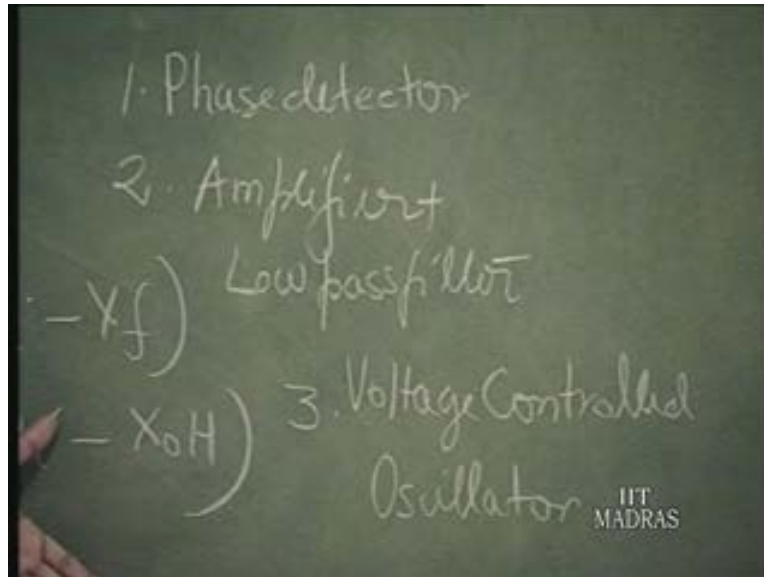 1. Phasedetector
2. Amplifier+
Lowpassfilter
- Xf)
- XoH)
3. Voltage Controlled
Oscillator
IIT
MADRAS